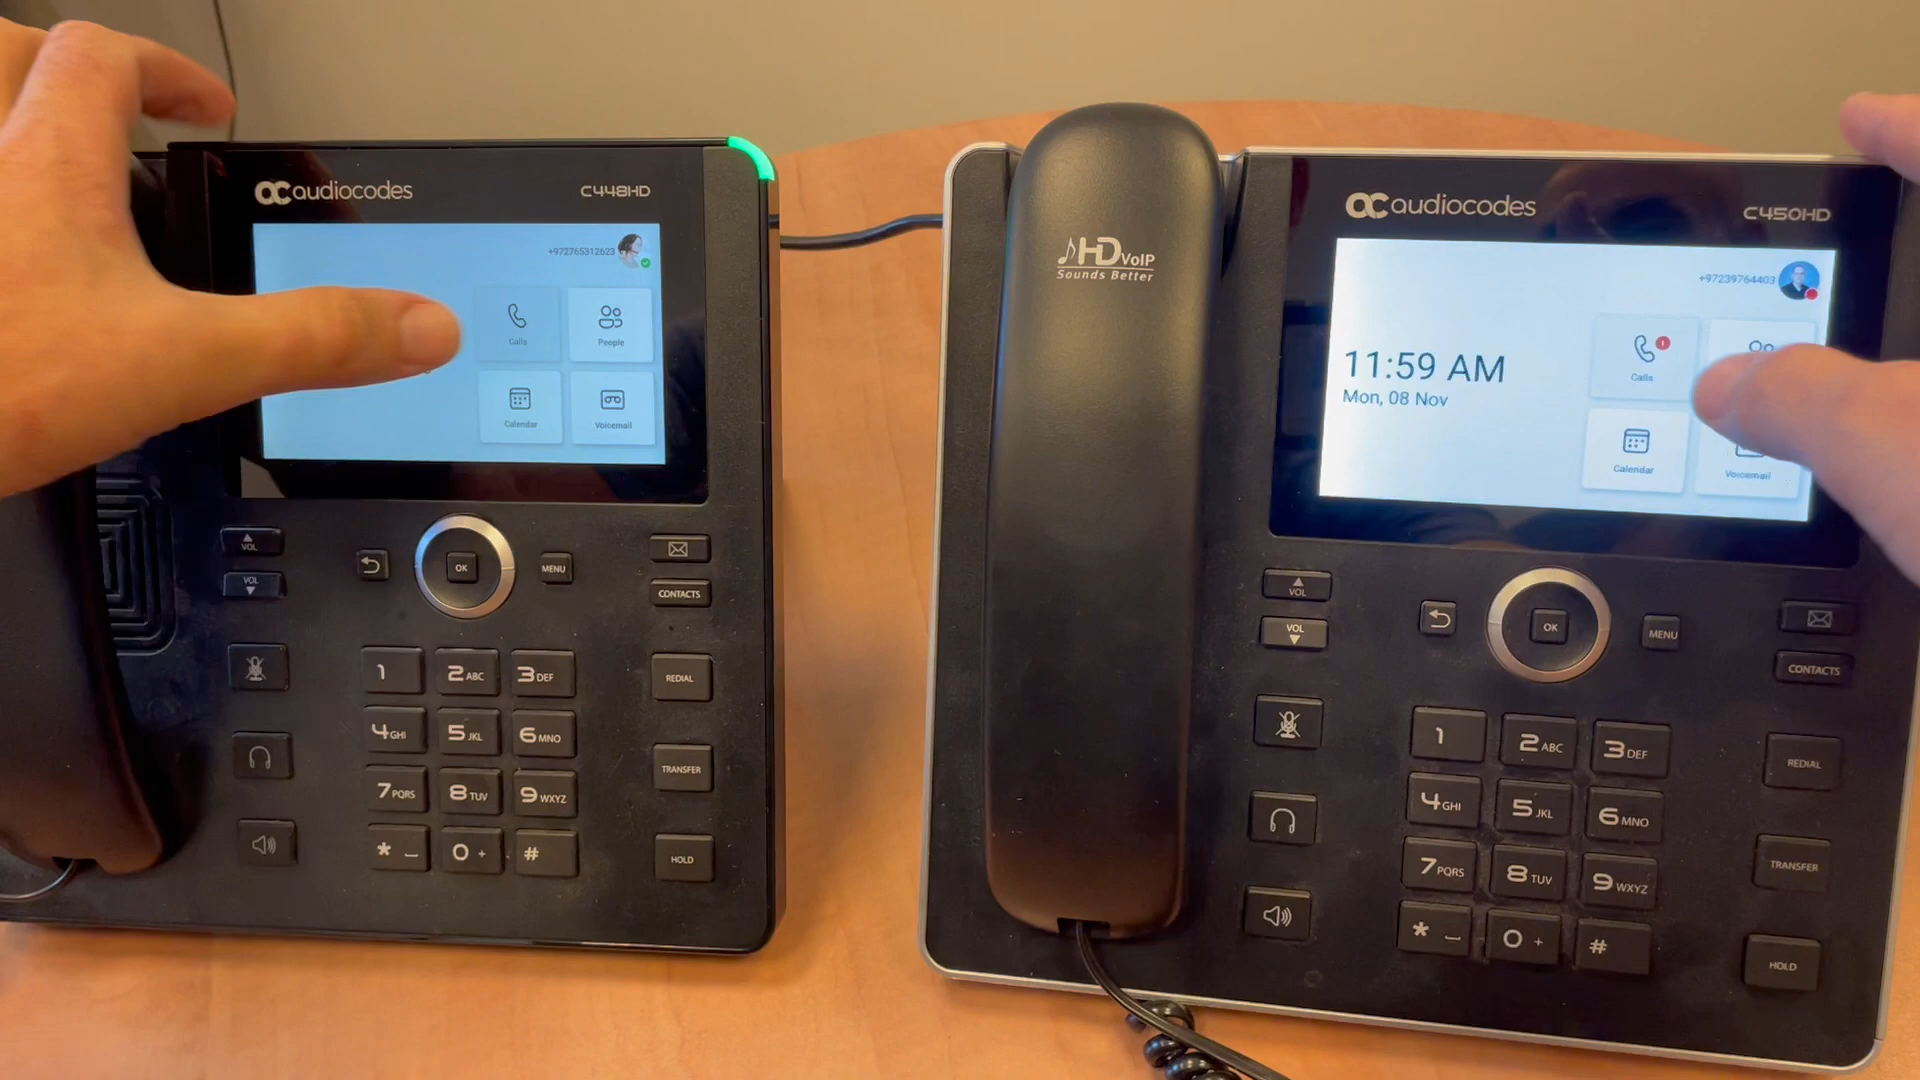 audiocodes
C448HD
+972765312623
Calls
People
Calendar
Voicemail
VOL
VOL
OK
MENU
CONTACTS
1
2 ABC
3 DEF
REDIAL
4 GHI
5 JKL
6 MNO
7 PQRS
8 TUV
9 WXYZ
TRANSFER
* _
0 +
#
HOLD
HD VoIP
Sounds Better
audiocodes
C450HD
+97239764403
11:59 AM
Mon, 08 Nov
Calls
Calendar
Voicemail
VOL
VOL
OK
MENU
CONTACTS
1
2 ABC
3 DEF
REDIAL
4 GHI
5 JKL
6 MNO
7 PQRS
8 TUV
9 WXYZ
TRANSFER
* _
0 +
#
HOLD